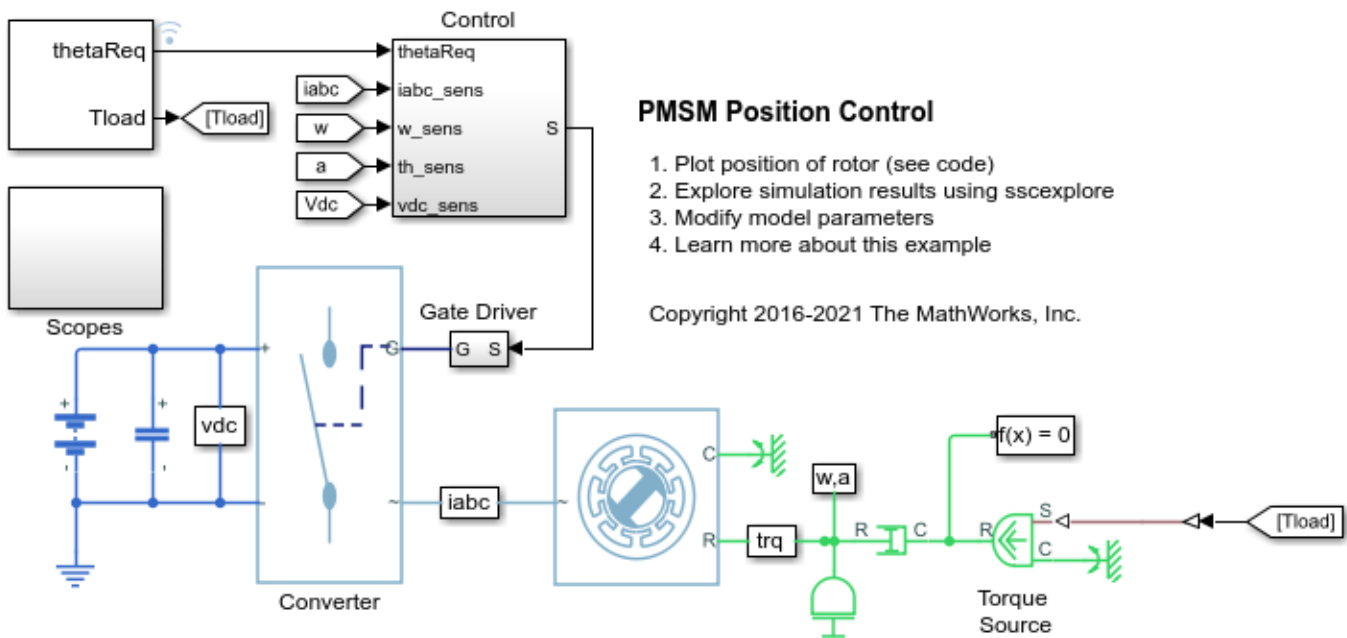 Control
thetaReq
Tload
[Tload]
thetaReq
iabc
iabc_sens
w
w_sens
a
th_sens
Vdc
vdc_sens
S
PMSM Position Control
1. Plot position of rotor (see code)
2. Explore simulation results using sscexplore
3. Modify model parameters
4. Learn more about this example
Copyright 2016-2021 The MathWorks, Inc.
Scopes
Gate Driver
G
G S
+
-
~
+
'
+
'
vdc
Converter
iabc
~
C
R
trq
w,a
R
C
f(x) = 0
R
S
C
[Tload]
Torque
Source